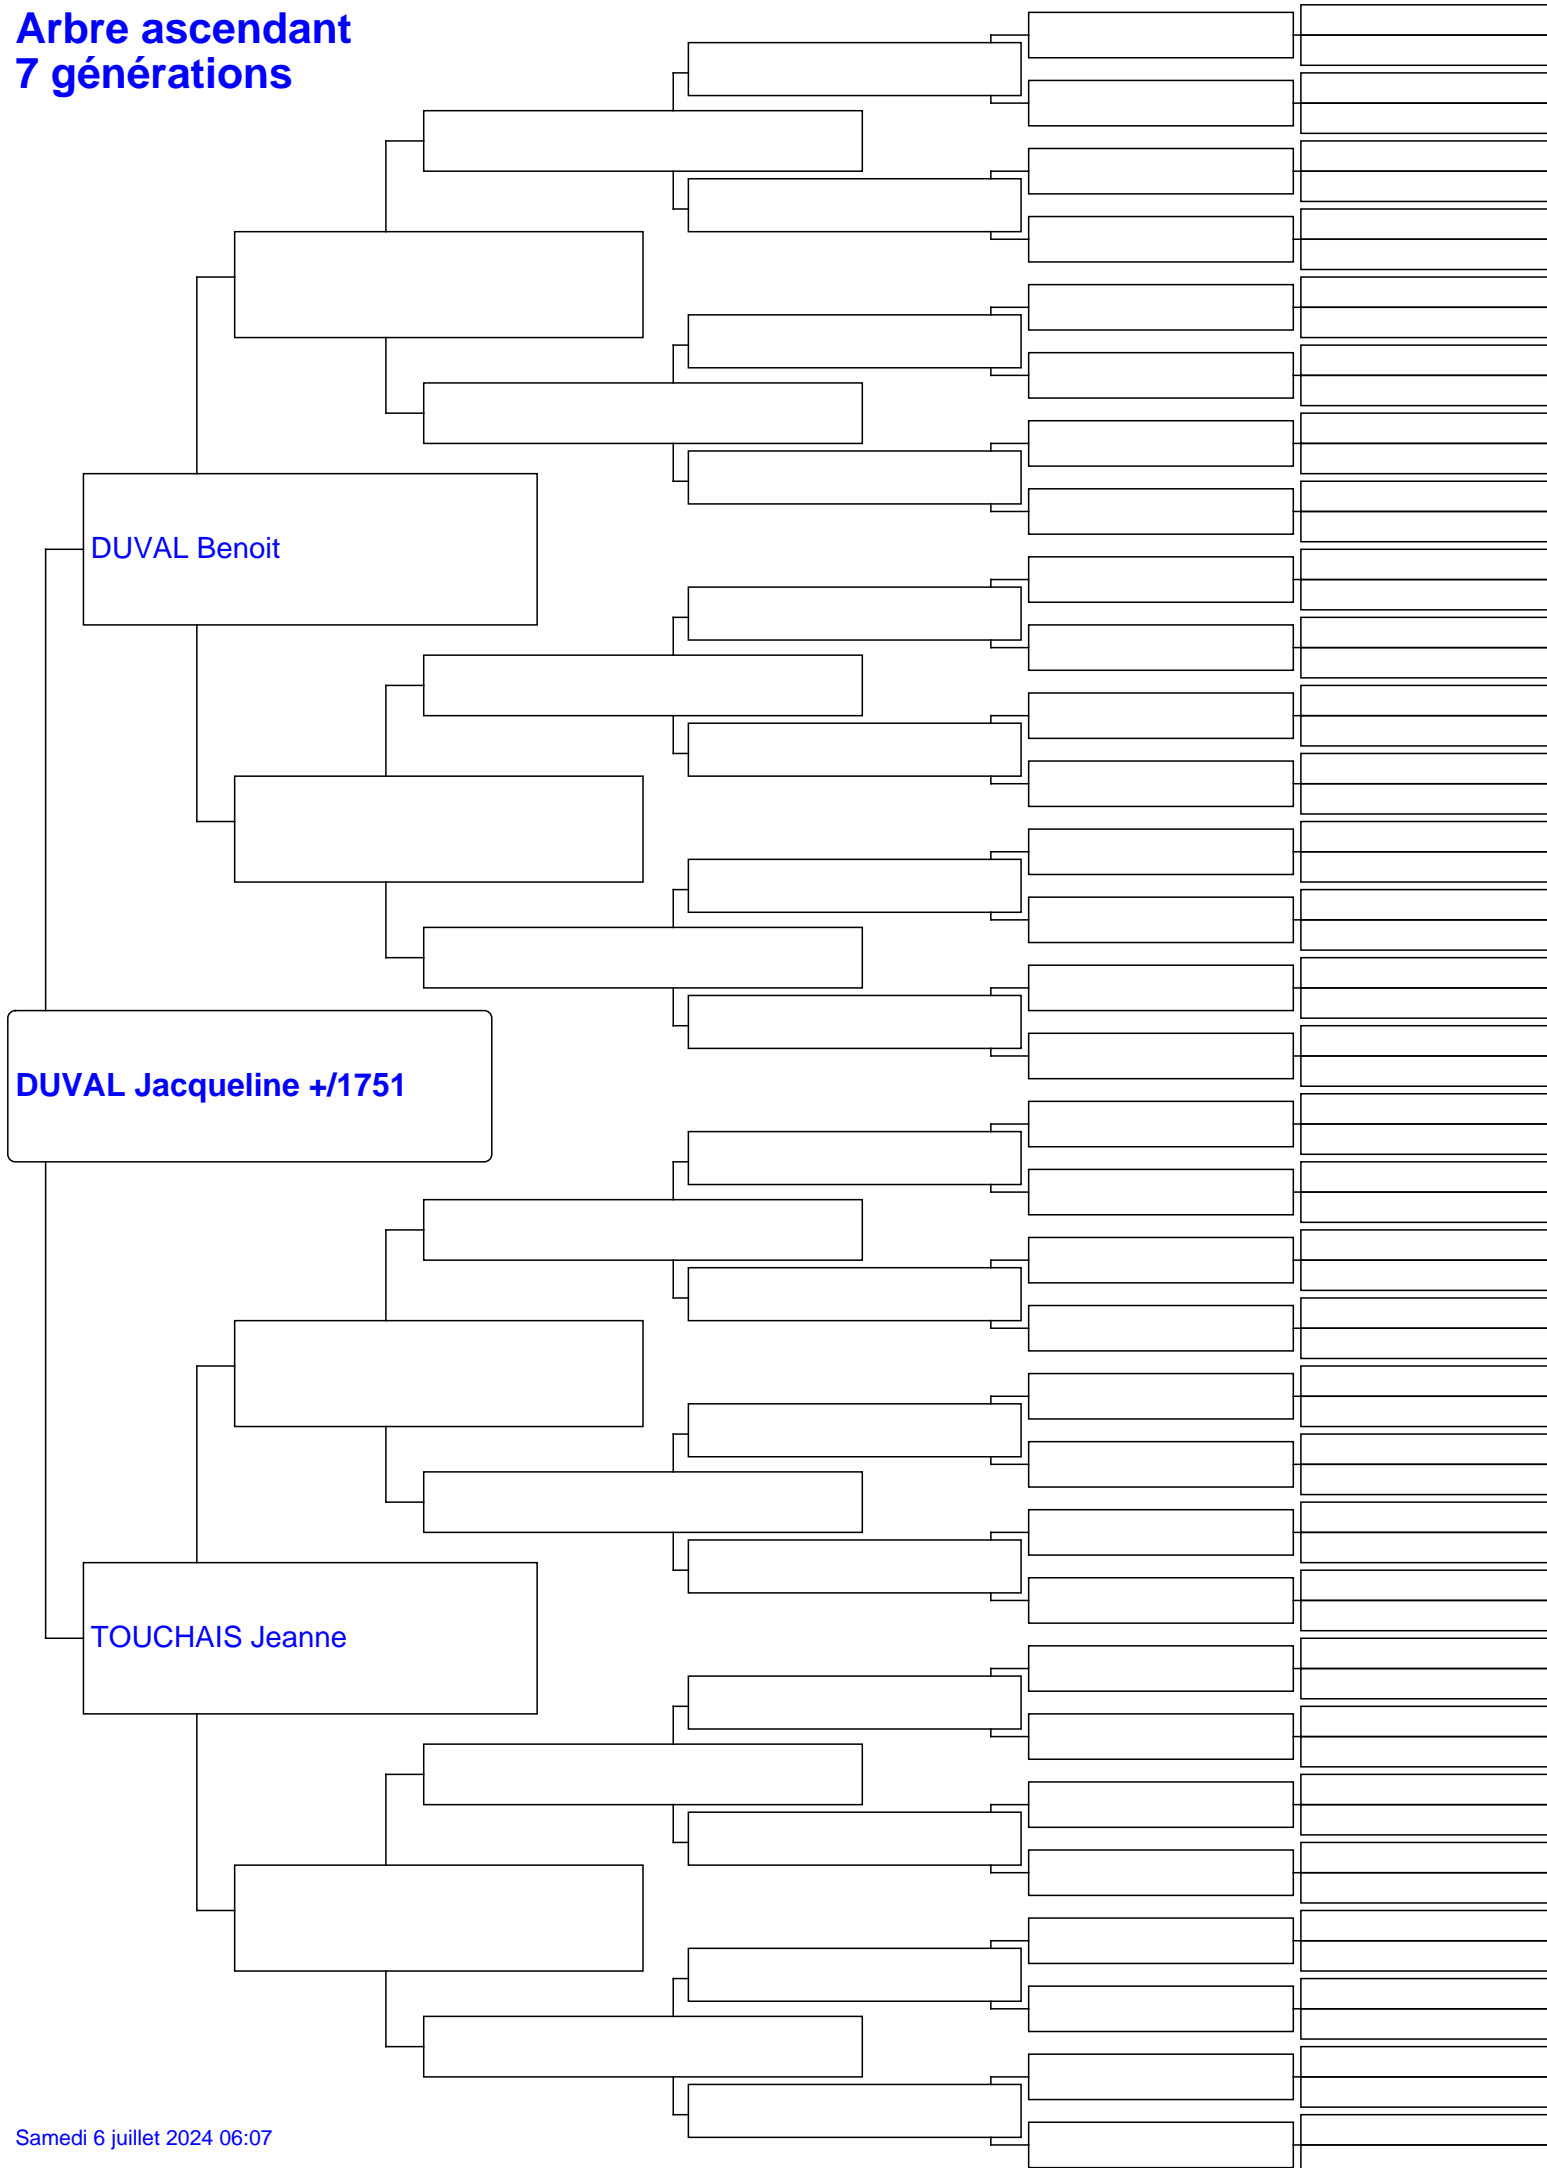 Arbre ascendant
7 générations
DUVAL Benoit
DUVAL Jacqueline +/1751
TOUCHAIS Jeanne
Samedi 6 juillet 2024 06:07